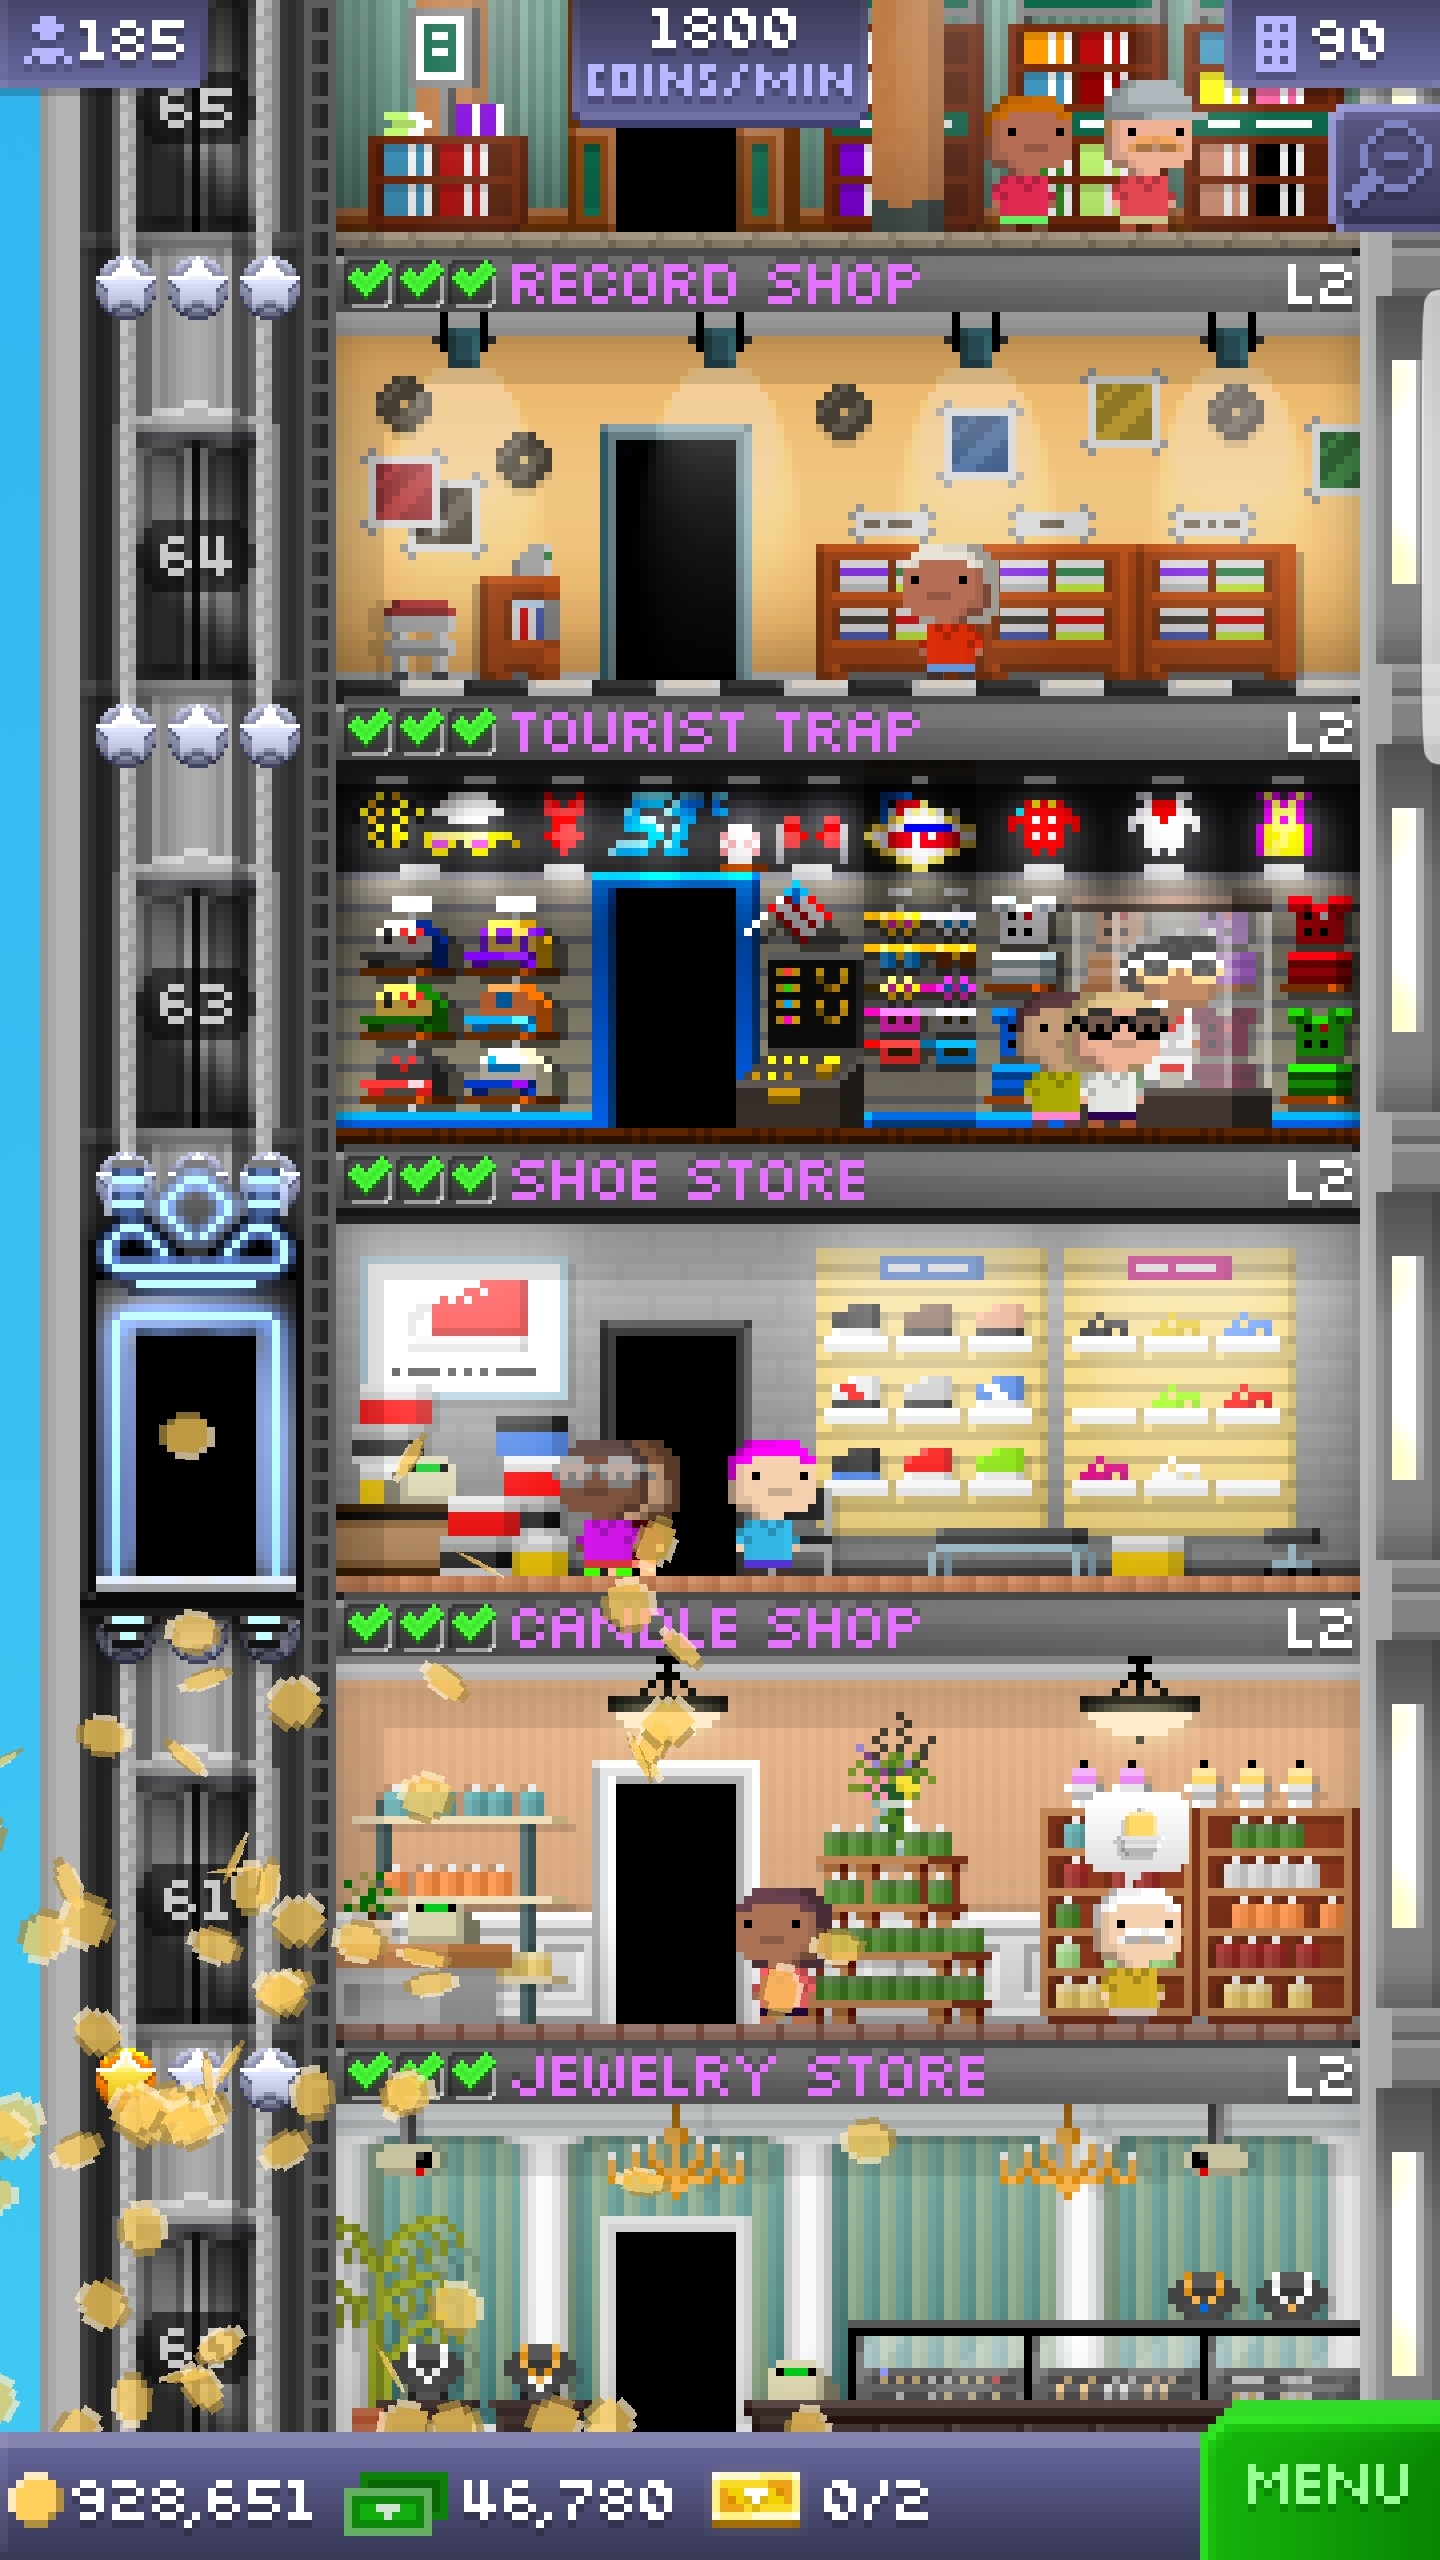 185
1800
COINS/MIN
90
65
RECORD SHOP L2
64
TOURIST TRAP L2
63
SHOE STORE L2
CANDLE SHOP L2
61
JEWELRY STORE L2
928,651 46,780 0/2 MENU